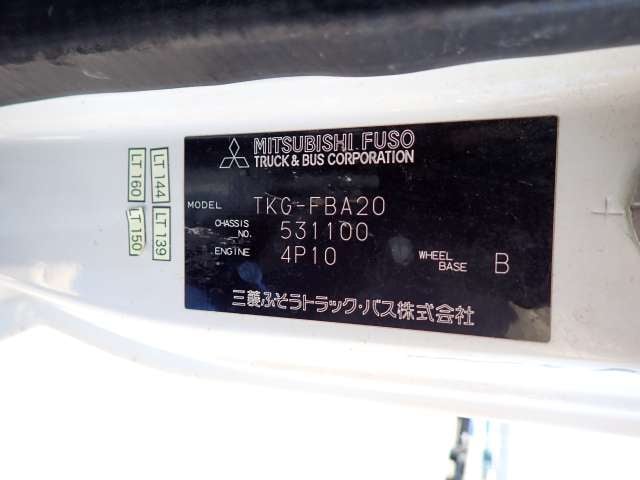 MITSUBISHI FUSO
TRUCK & BUS CORPORATION
MODEL TKG-FBA20
CHASSIS NO. 531100
ENGINE 4P10 WHEEL BASE B
三菱ふそうトラック・バス株式会社
LT 160
LT 144
LT 150
LT 139